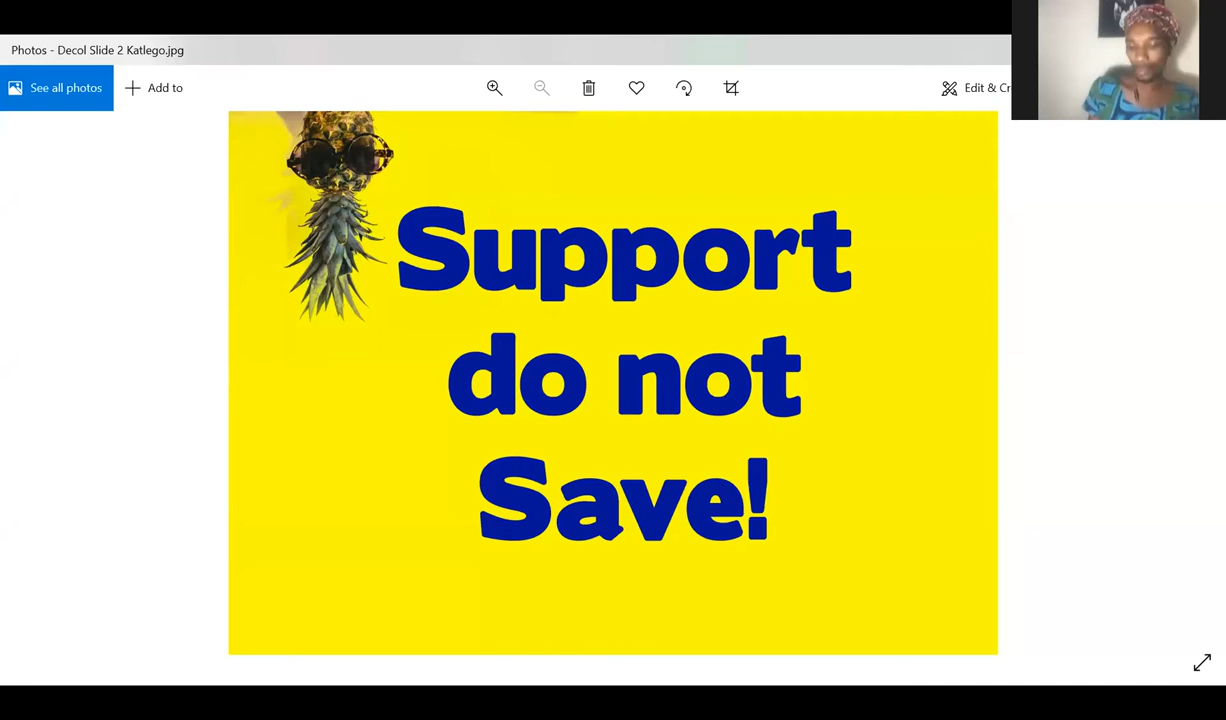 Photos - Decol Slide 2 Katlego.jpg
See all photos
Add to
Edit & Cr
Support
do not
Save!